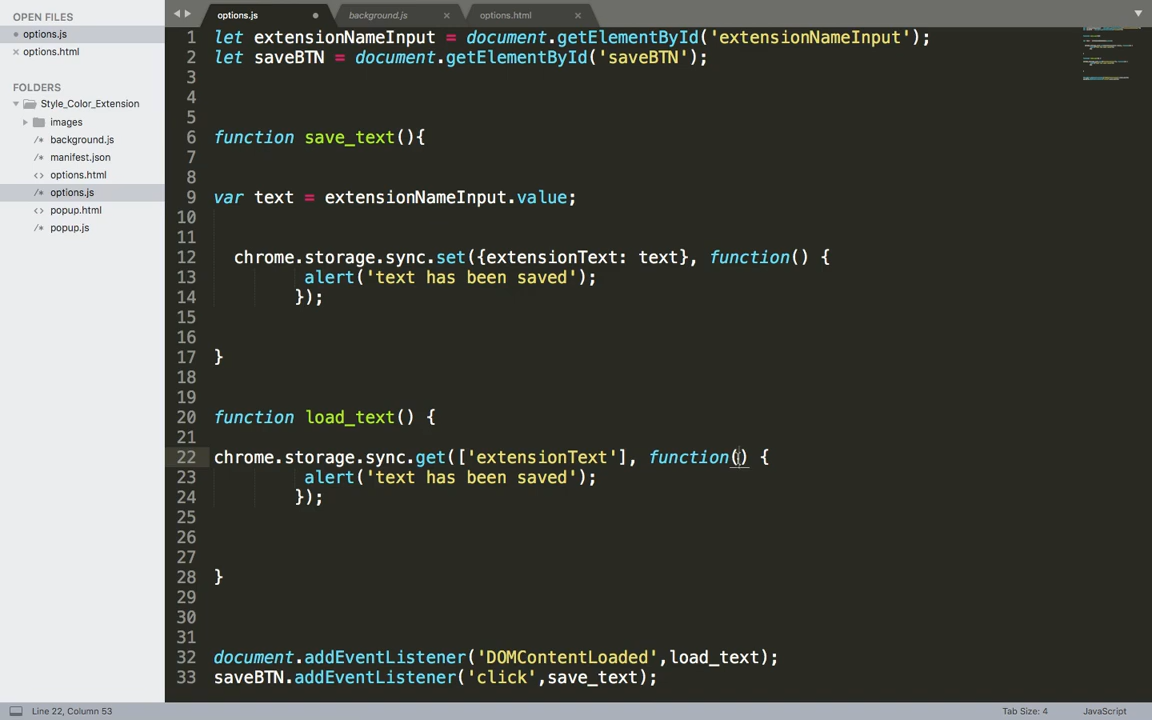 OPEN FILES
options.js
options.html
FOLDERS
Style_Color_Extension
images
background.js
manifest.json
options.html
options.js
popup.html
popup.js
options.js
background.js
options.html
1 let extensionNameInput = document.getElementById('extensionNameInput');
2 let saveBTN = document.getElementById('saveBTN');
3
4
5
6 function save_text(){
7
8
9 var text = extensionNameInput.value;
10
11
12 chrome.storage.sync.set({extensionText: text}, function() {
13 alert('text has been saved');
14 });
15
16
17 }
18
19
20 function load_text() {
21
22 chrome.storage.sync.get(['extensionText'], function() {
23 alert('text has been saved');
24 });
25
26
27
28 }
29
30
31
32 document.addEventListener('DOMContentLoaded',load_text);
33 saveBTN.addEventListener('click',save_text);
Line 22, Column 53
Tab Size: 4
JavaScript